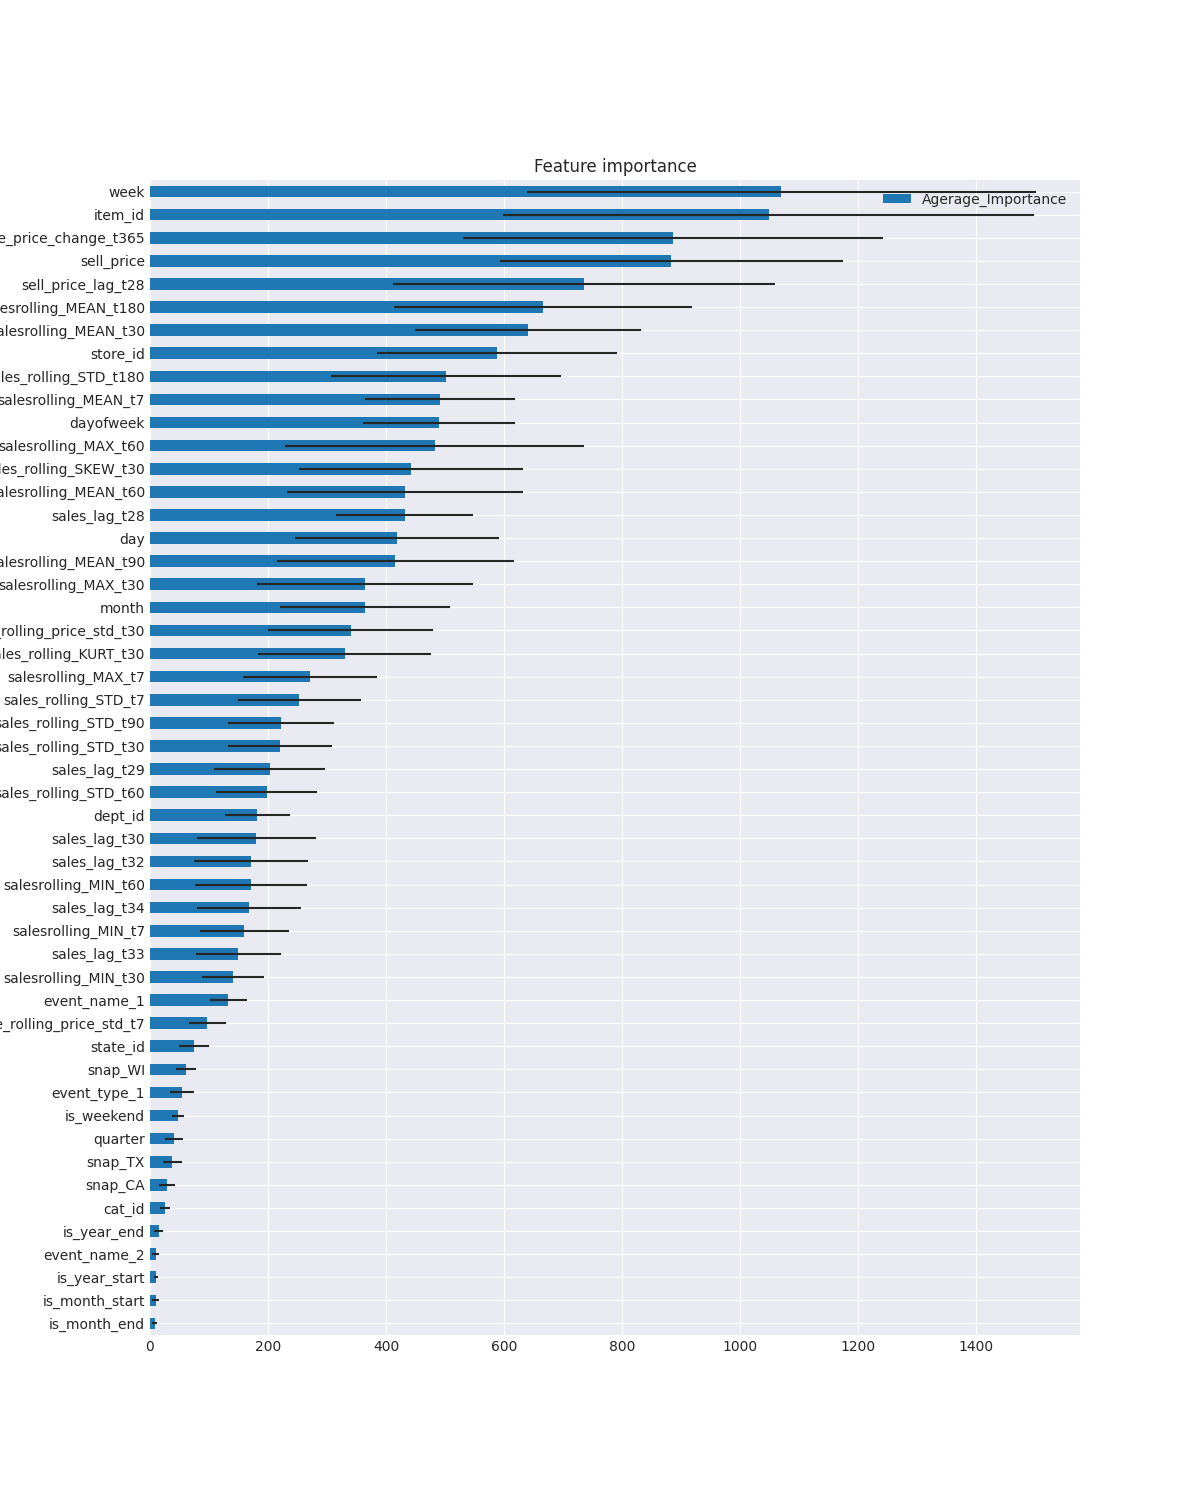 Feature importance
Agerage_Importance
week
item_id
e_price_change_t365
sell_price
sell_price_lag_t28
esrolling_MEAN_t180
alesrolling_MEAN_t30
store_id
les_rolling_STD_t180
salesrolling_MEAN_t7
dayofweek
salesrolling_MAX_t60
les_rolling_SKEW_t30
alesrolling_MEAN_t60
sales_lag_t28
day
alesrolling_MEAN_t90
salesrolling_MAX_t30
month
_rolling_price_std_t30
ales_rolling_KURT_t30
salesrolling_MAX_t7
sales_rolling_STD_t7
sales_rolling_STD_t90
sales_rolling_STD_t30
sales_lag_t29
sales_rolling_STD_t60
dept_id
sales_lag_t30
sales_lag_t32
salesrolling_MIN_t60
sales_lag_t34
salesrolling_MIN_t7
sales_lag_t33
salesrolling_MIN_t30
event_name_1
e_rolling_price_std_t7
state_id
snap_WI
event_type_1
is_weekend
quarter
snap_TX
snap_CA
cat_id
is_year_end
event_name_2
is_year_start
is_month_start
is_month_end
0 200 400 600 800 1000 1200 1400